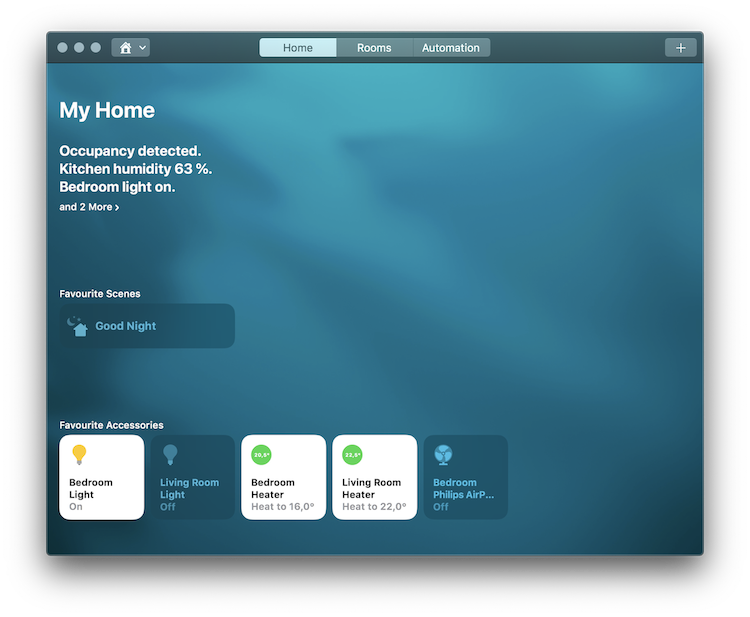 Home
Rooms
Automation
My Home
Occupancy detected.
Kitchen humidity 63 %.
Bedroom light on.
and 2 More ›
Favourite Scenes
Good Night
Favourite Accessories
Bedroom
Light
On
Living Room
Light
Off
20,5°
Bedroom
Heater
Heat to 16,0°
Living Room
Heater
Heat to 22,0°
Bedroom
Philips AirP...
Off